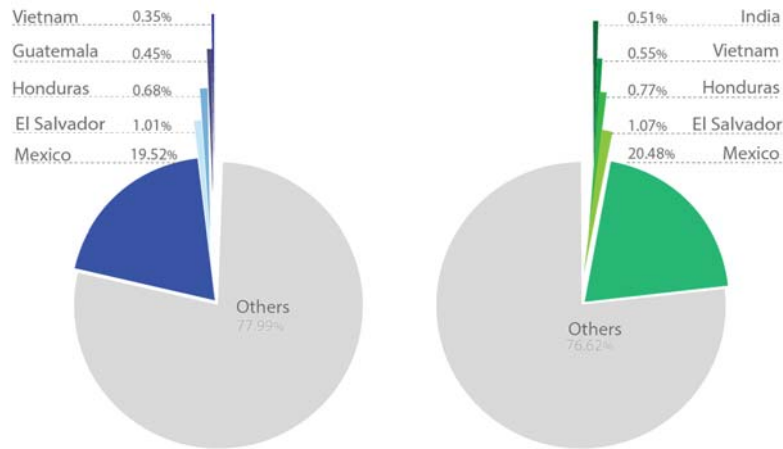 Vietnam 0.35%
Guatemala 0.45%
Honduras 0.68%
El Salvador 1.01%
Mexico 19.52%
Others
77.99%
0.51% India
0.55% Vietnam
0.77% Honduras
1.07% El Salvador
20.48% Mexico
Others
76.62%